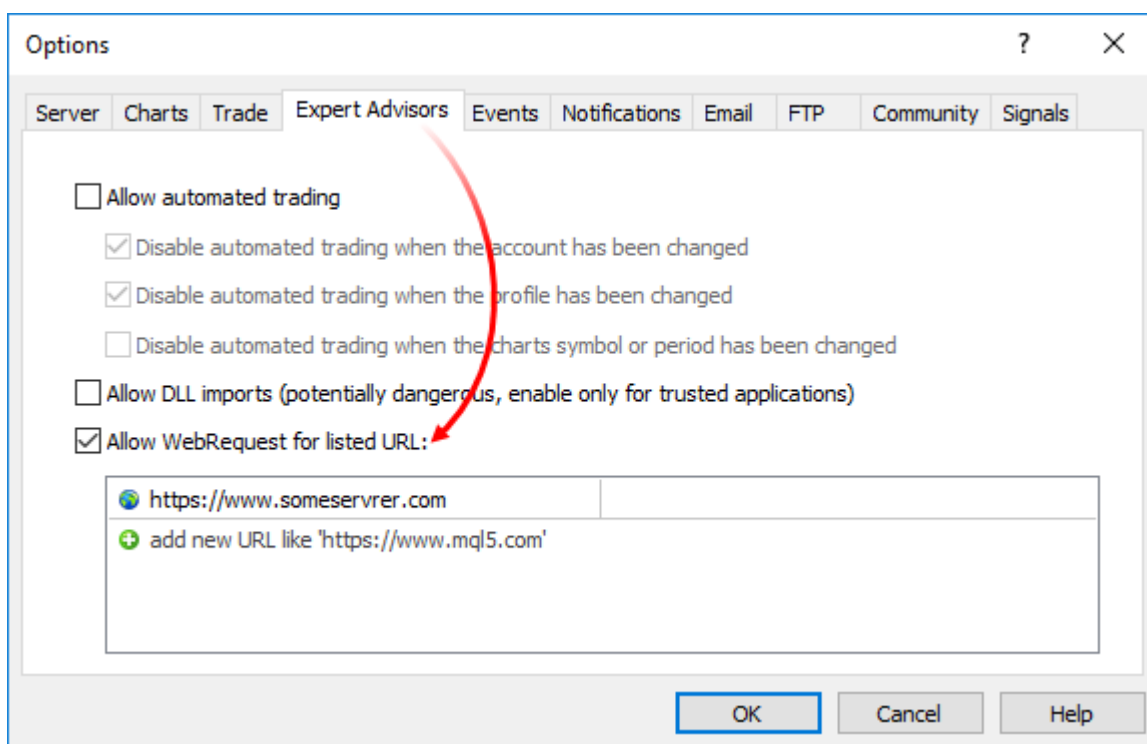 Options
Server Charts Trade Expert Advisors Events Notifications Email FTP Community Signals
Allow automated trading
Disable automated trading when the account has been changed
Disable automated trading when the profile has been changed
Disable automated trading when the charts symbol or period has been changed
Allow DLL imports (potentially dangerous, enable only for trusted applications)
Allow WebRequest for listed URL:
https://www.someservrer.com
add new URL like 'https://www.mql5.com'
OK Cancel Help